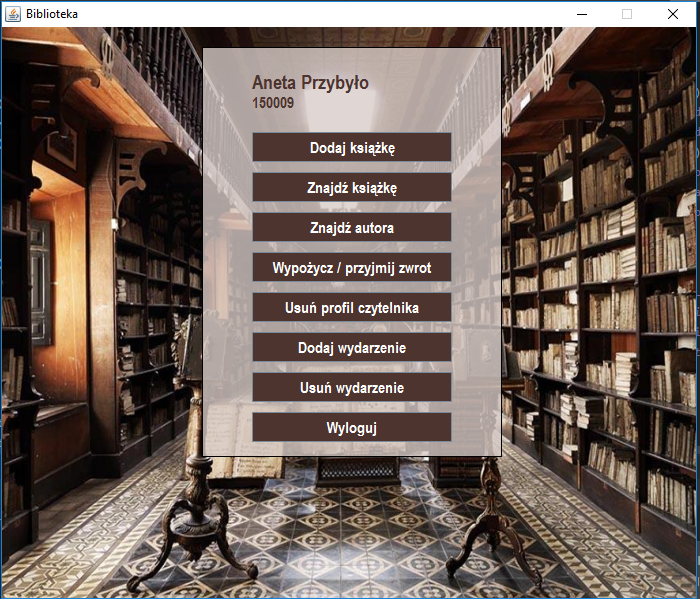 Biblioteka
Aneta Przybyło
150009
Dodaj książkę
Znajdź książkę
Znajdź autora
Wypożycz / przyjmij zwrot
Usuń profil czytelnika
Dodaj wydarzenie
Usuń wydarzenie
Wyloguj